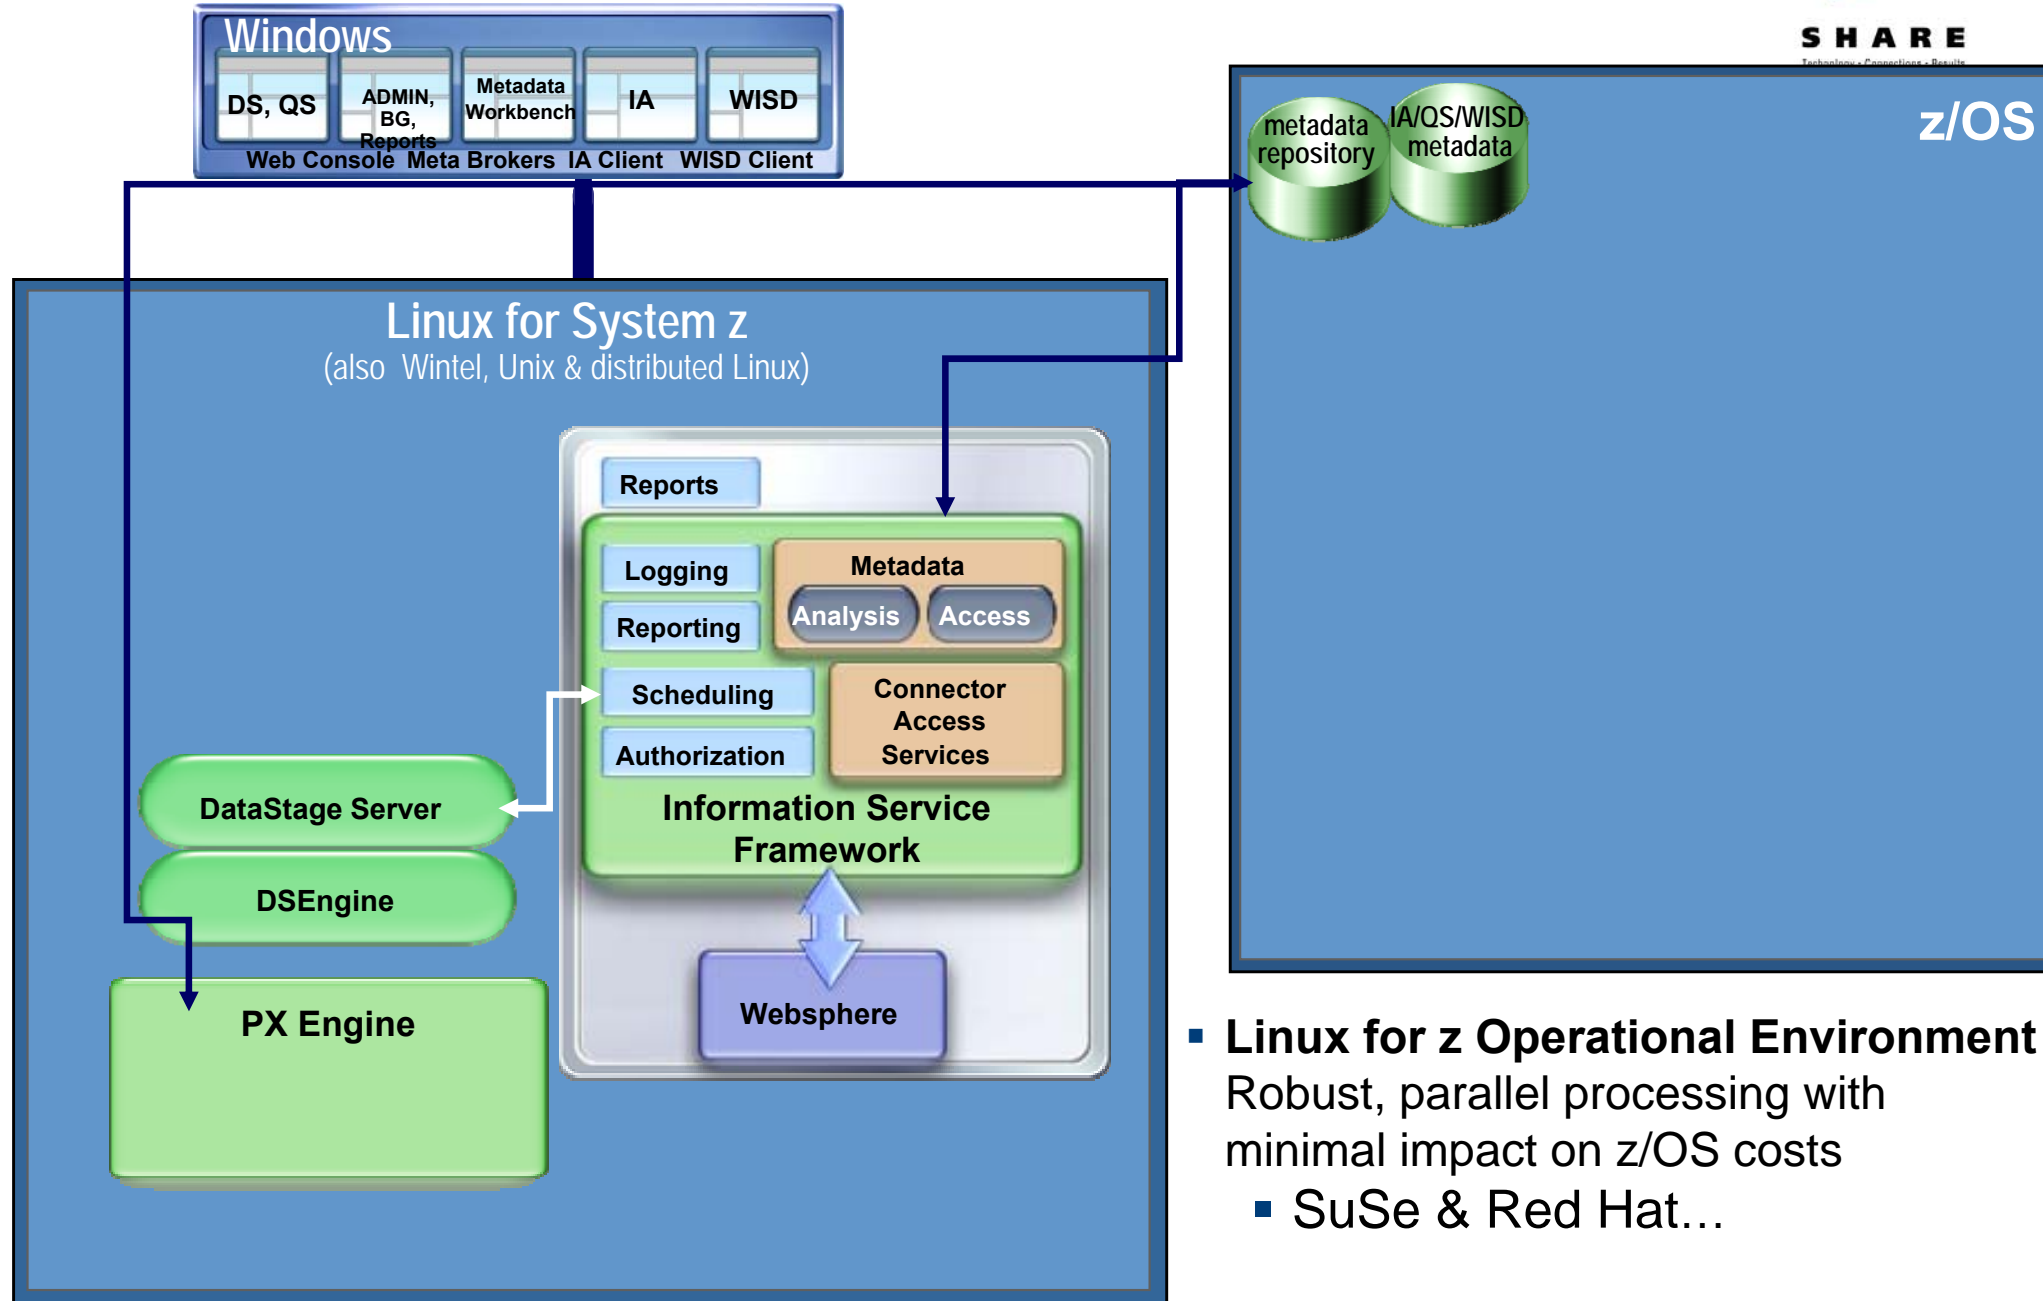 SHARE
Technology • Connections • Results
Windows
DS, QS
ADMIN,
BG,
Reports
Metadata
Workbench
IA
WISD
Web Console Meta Brokers IA Client WISD Client
metadata
repository
IA/QS/WISD
metadata
z/OS
Linux for System z
(also Wintel, Unix & distributed Linux)
Reports
Logging
Reporting
Scheduling
Authorization
Metadata
Analysis
Access
Connector
Access
Services
Information Service
Framework
DataStage Server
DSEngine
PX Engine
Websphere
▪ Linux for z Operational Environment
Robust, parallel processing with
minimal impact on z/OS costs
▪ SuSe & Red Hat…